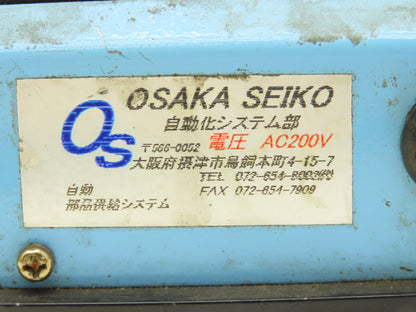 OS OSAKA SEIKO
自動化システム部
〒566-0052 電圧 AC200V
大阪府摂津市鳥飼本町4-15-7
TEL 072-654-8002㈹
FAX 072-654-7909
自動
部品供給システム